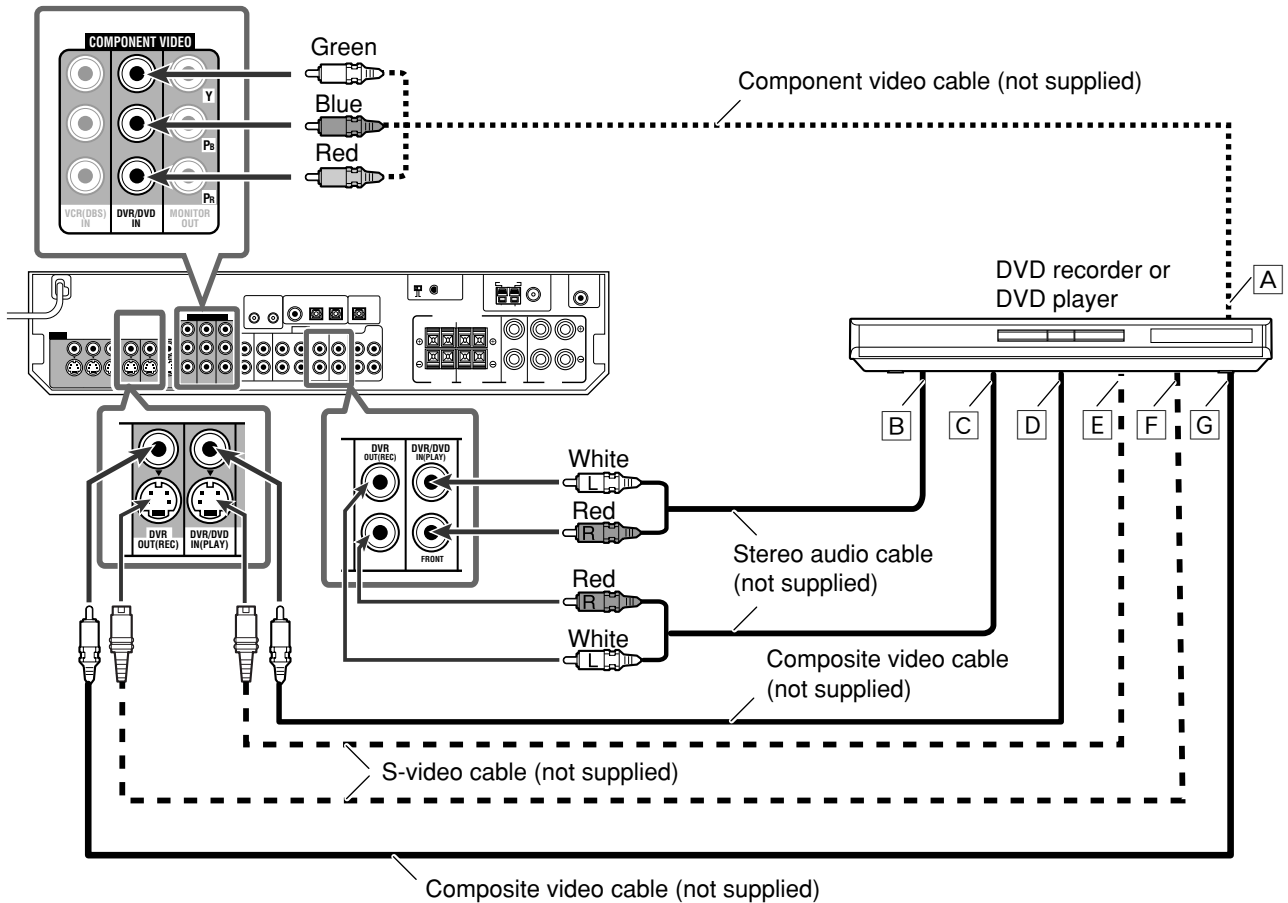 COMPONENT VIDEO
Y
PB
PR
VCR(DBS)
IN
DVR/DVD
IN
MONITOR
OUT
Green
Blue
Red
Component video cable (not supplied)
DVD recorder or
DVD player
A
B
C
D
E
F
G
DVR
OUT(REC)
DVR/DVD
IN(PLAY)
DVR
OUT(REC)
DVR/DVD
IN(PLAY)
FRONT
White
L
Red
R
Stereo audio cable
(not supplied)
Red
R
White
L
Composite video cable
(not supplied)
S-video cable (not supplied)
Composite video cable (not supplied)